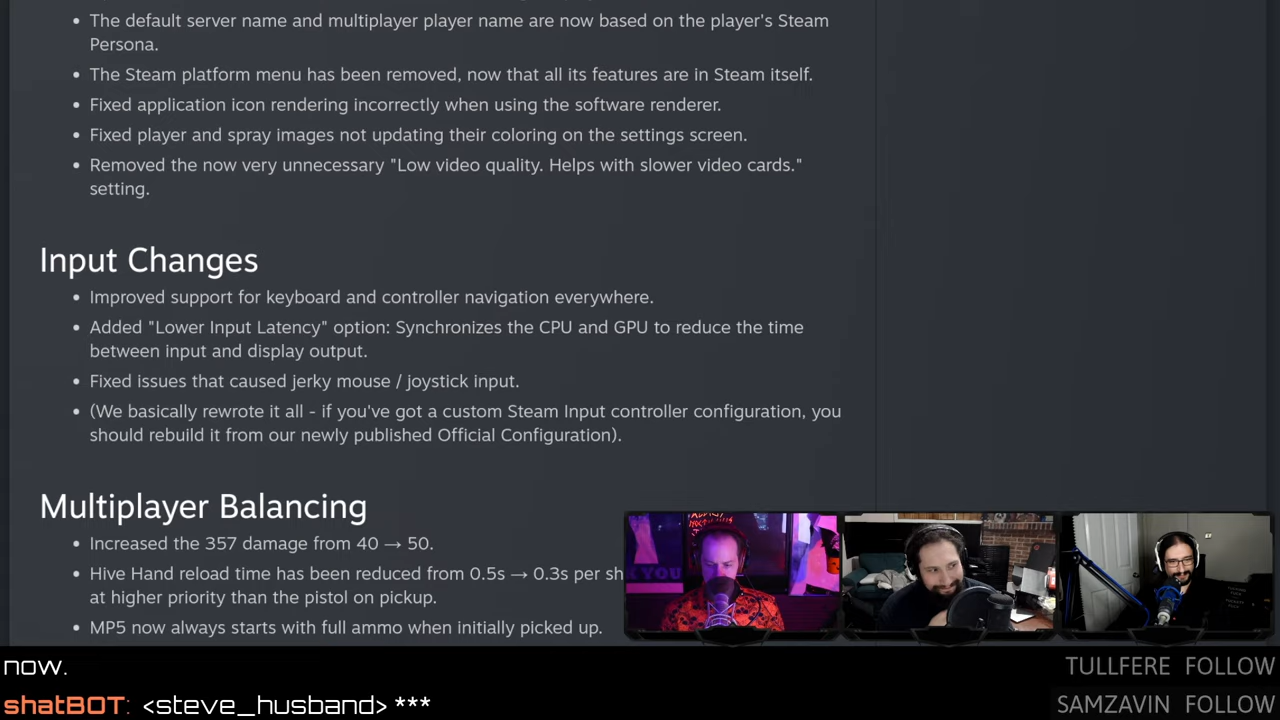 The default server name and multiplayer player name are now based on the player's Steam
Persona.
The Steam platform menu has been removed, now that all its features are in Steam itself.
Fixed application icon rendering incorrectly when using the software renderer.
Fixed player and spray images not updating their coloring on the settings screen.
Removed the now very unnecessary "Low video quality. Helps with slower video cards."
setting.
Input Changes
Improved support for keyboard and controller navigation everywhere.
Added "Lower Input Latency" option: Synchronizes the CPU and GPU to reduce the time
between input and display output.
Fixed issues that caused jerky mouse / joystick input.
(We basically rewrote it all - if you've got a custom Steam Input controller configuration, you
should rebuild it from our newly published Official Configuration).
Multiplayer Balancing
Increased the 357 damage from 40 → 50.
Hive Hand reload time has been reduced from 0.5s → 0.3s per sh
at higher priority than the pistol on pickup.
MP5 now always starts with full ammo when initially picked up.
now.
shatBOT: <steve_husband> ***
TULLFERE FOLLOW
SAMZAVIN FOLLOW